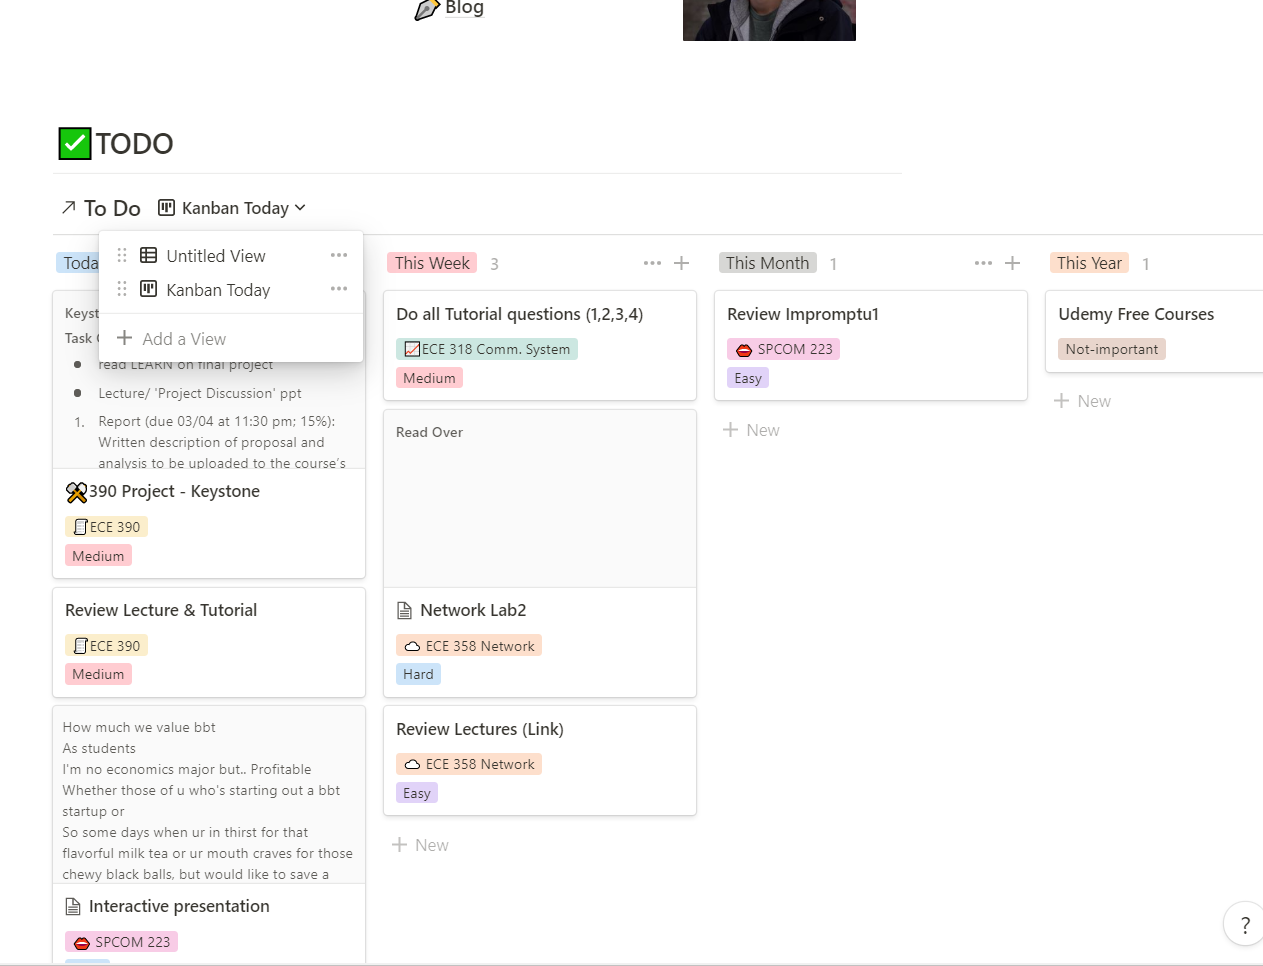 Blog
TODO
To Do
Kanban Today
Untitled View
Kanban Today
Add a View
This Week 3
This Month 1
This Year 1
read LEARN on final project
Lecture/ 'Project Discussion' ppt
1. Report (due 03/04 at 11:30 pm; 15%):
Written description of proposal and
analysis to be uploaded to the course's
390 Project - Keystone
ECE 390
Medium
Review Lecture & Tutorial
ECE 390
Medium
How much we value bbt
As students
I'm no economics major but.. Profitable
Whether those of u who's starting out a bbt
startup or
So some days when ur in thirst for that
flavorful milk tea or ur mouth craves for those
chewy black balls, but would like to save a
Interactive presentation
SPCOM 223
Do all Tutorial questions (1,2,3,4)
ECE 318 Comm. System
Medium
Read Over
Network Lab2
ECE 358 Network
Hard
Review Lectures (Link)
ECE 358 Network
Easy
New
Review Impromptu1
SPCOM 223
Easy
New
Udemy Free Courses
Not-important
New
?